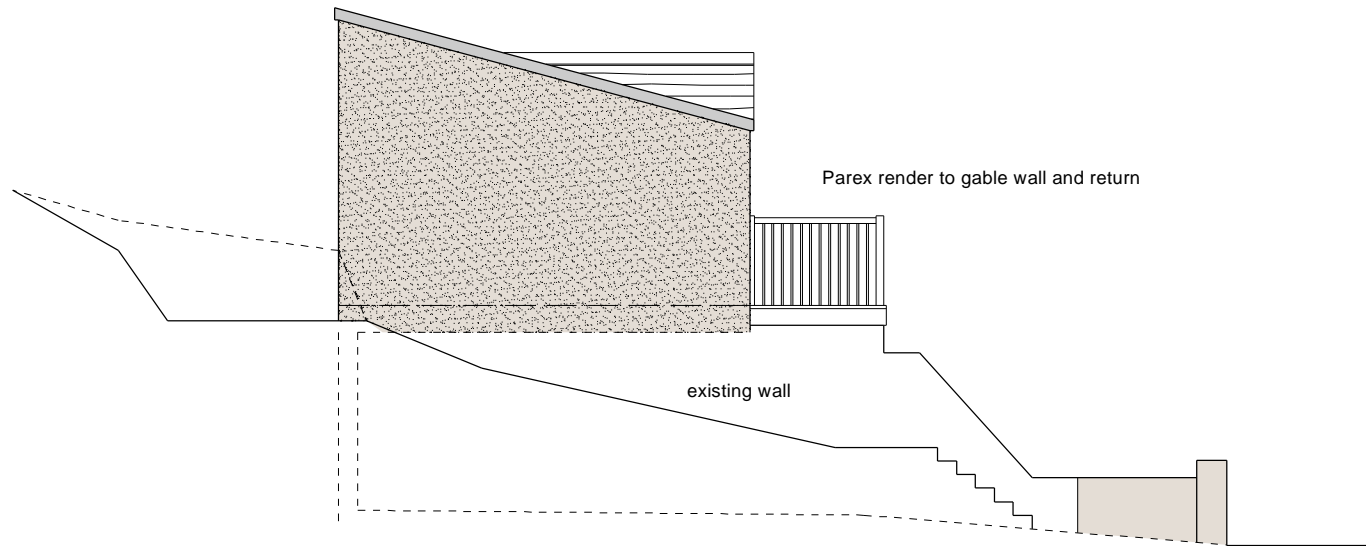 Parex render to gable wall and return
existing wall